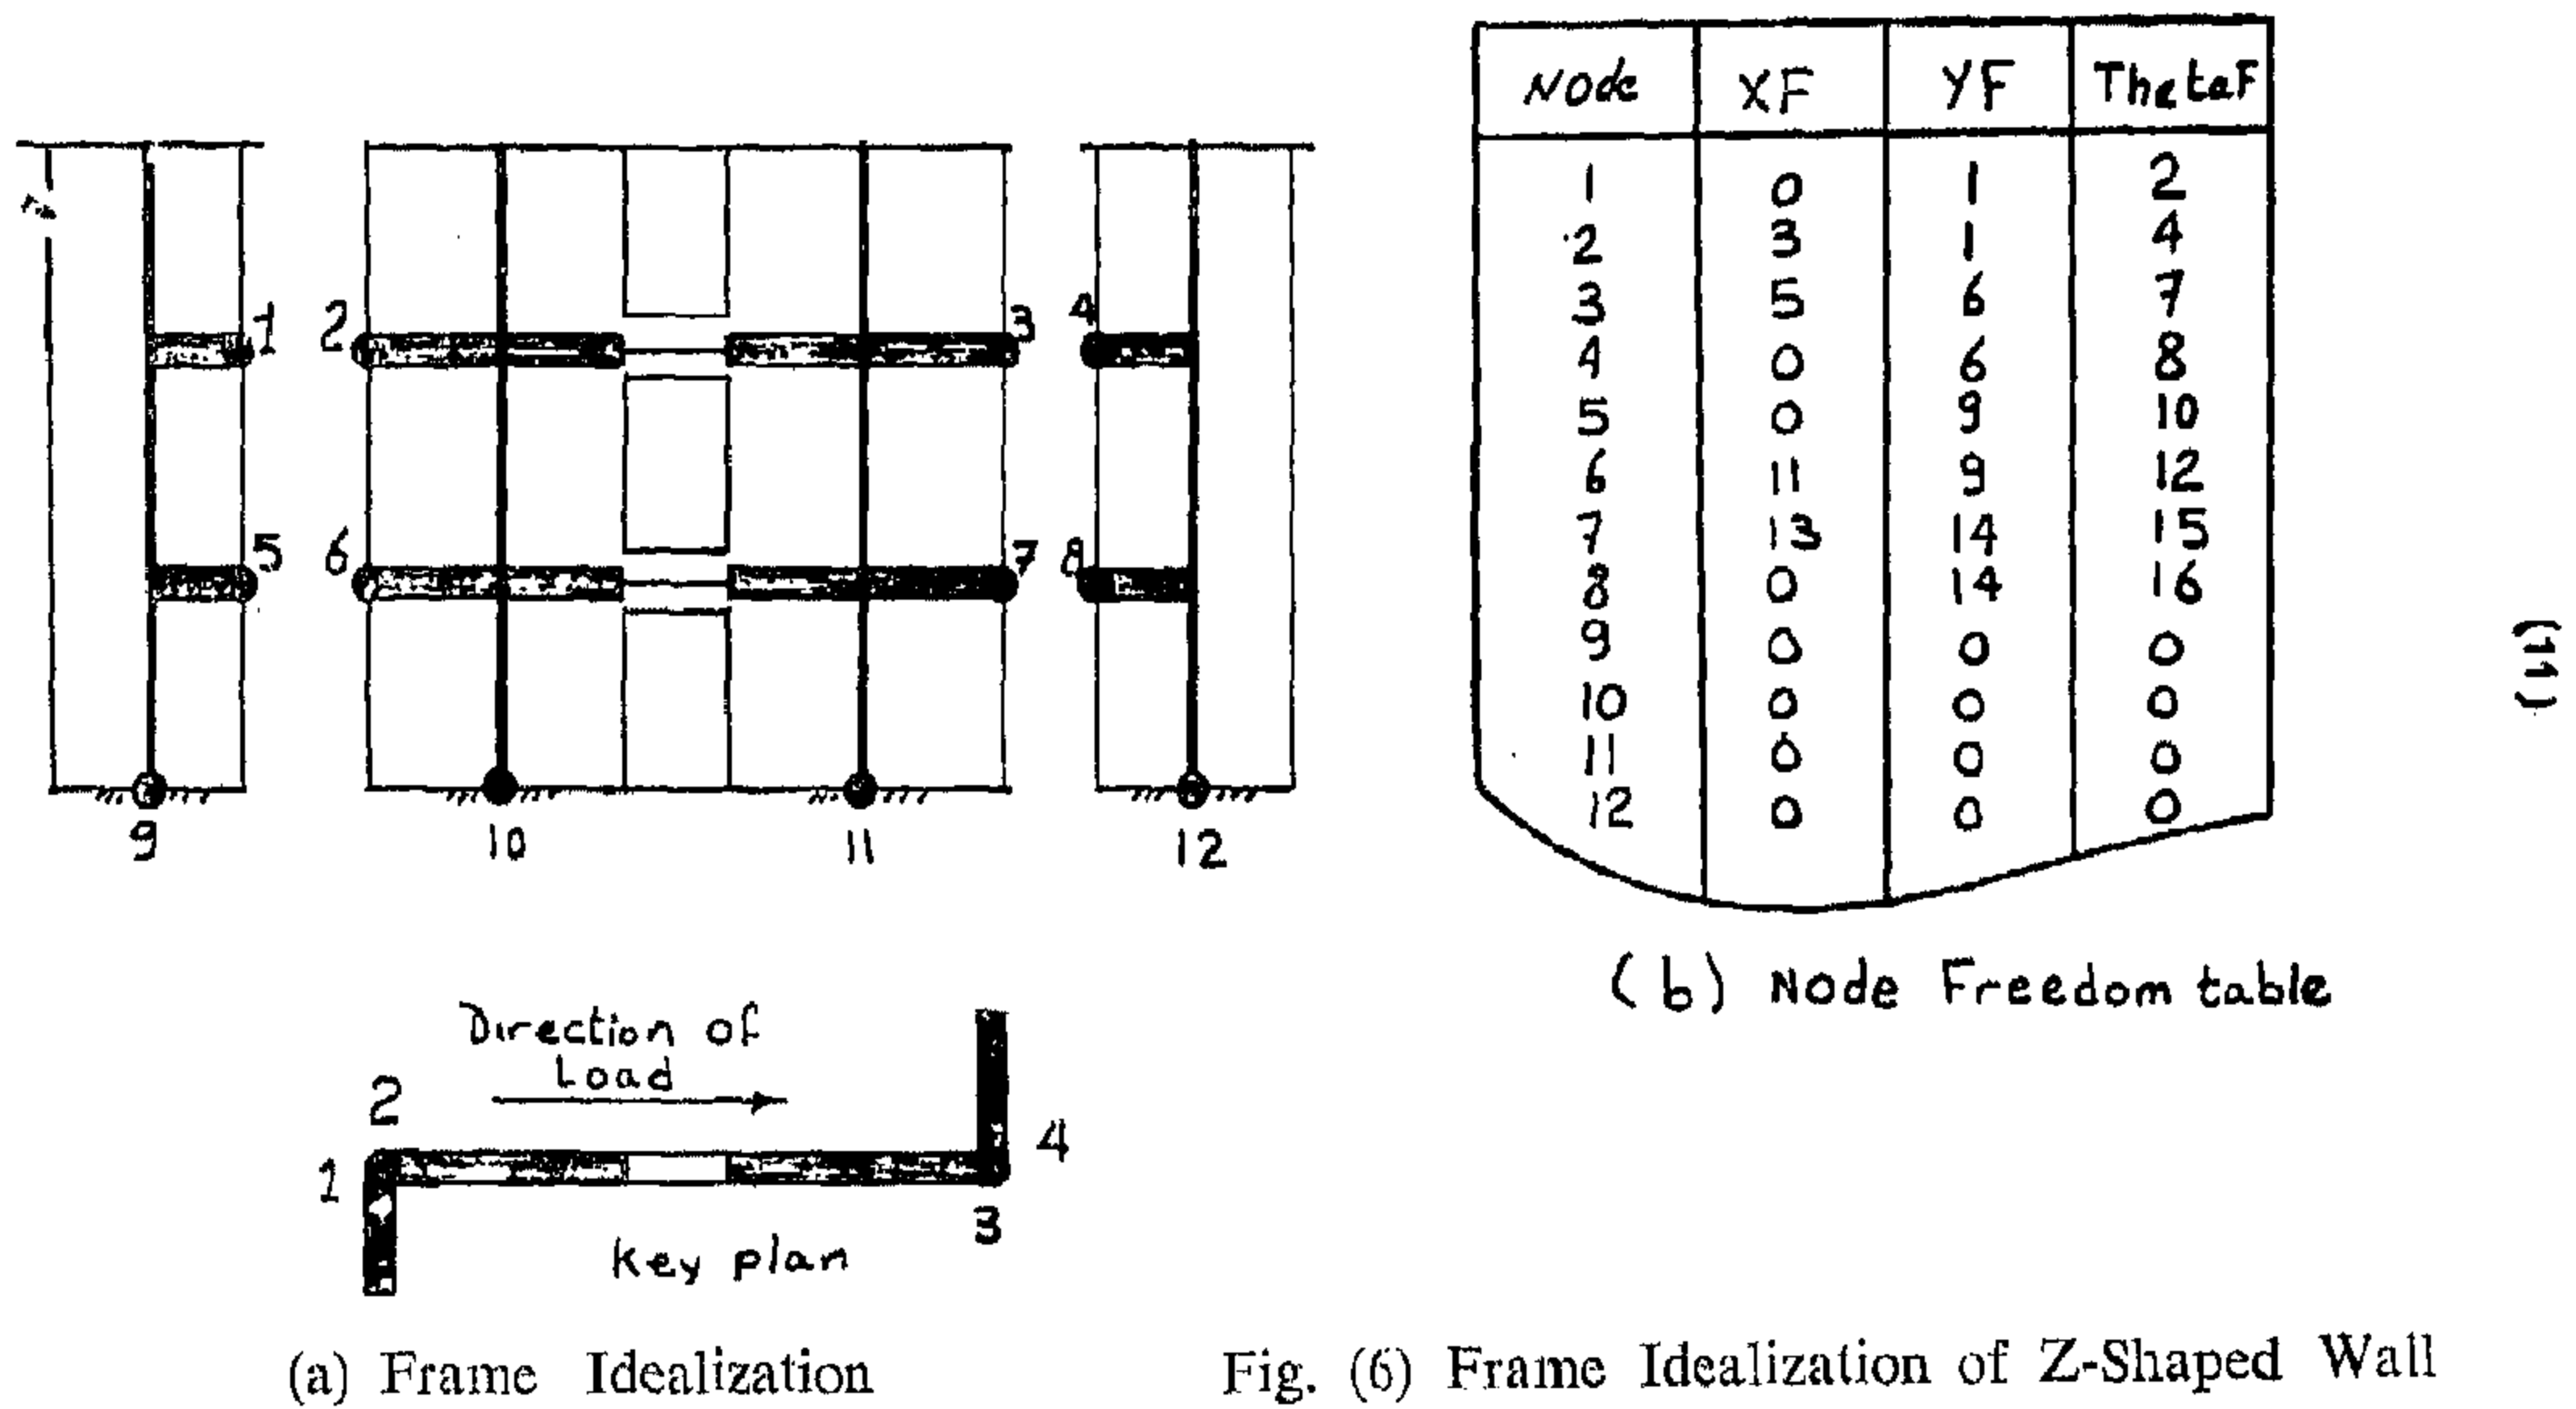 1 2 3 4
5 6 7 8
9 10 11 12
Direction of
Load
2
1
4
3
Key plan
(a) Frame Idealization
Node XF YF ThetaF
1 0 1 2
2 3 1 4
3 5 6 7
4 0 6 8
5 0 9 10
6 11 9 12
7 13 14 15
8 0 14 16
9 0 0 0
10 0 0 0
11 0 0 0
12 0 0 0
(b) Node Freedom table
Fig. (6) Frame Idealization of Z-Shaped Wall
(11)